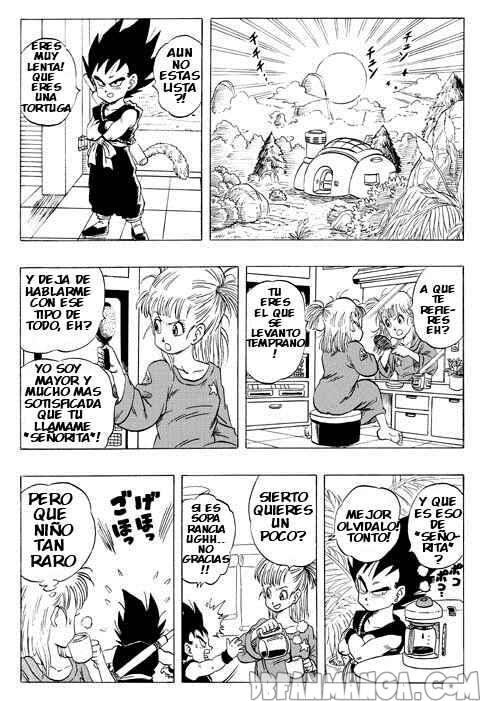 チュン
チュン
AUN
NO
ESTAS
LISTA
?!
ERES
MUY
LENTA!
QUE
ERES
UNA
TORTUGA
A QUE
TE
REFIE-
RES
EH?
TU
ERES
EL QUE
SE
LEVANTO
TEMPRANO
!
Y DEJA DE
HABLARME
CON ESE
TIPO DE
TODO, EH?
YO SOY
MAYOR Y
MUCHO MAS
SOTISFICADA
QUE TU
LLAMAME
"SEÑORITA"!
Y QUE
ES ESO
DE
"SEÑO-
RITA"
?
MEJOR
OLVIDALO!
TONTO!
SIERTO
QUIERES
UN
POCO?
SI ES
SOPA
RANCIA
UGHH..
NO
GRACIAS
!!
げほっ
ごほっ
PERO
QUE
NIÑO
TAN
RARO
DBFANMANGA.COM